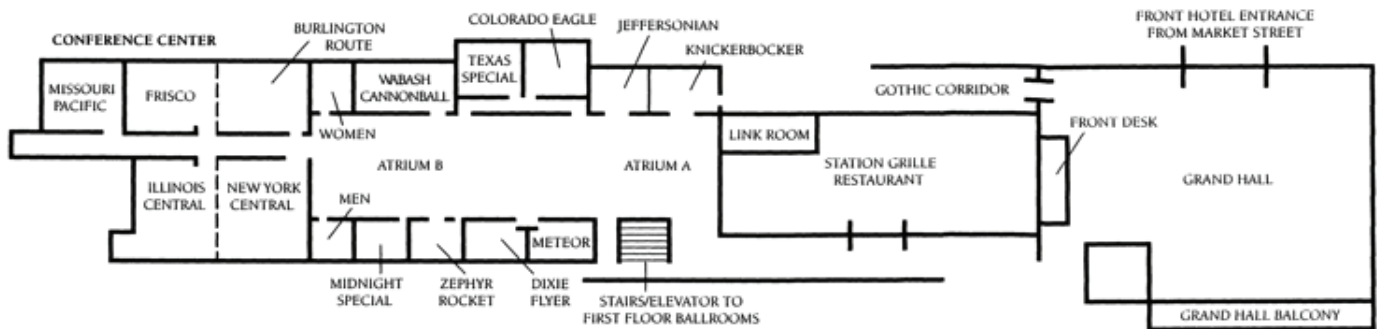 CONFERENCE CENTER
BURLINGTON
ROUTE
COLORADO EAGLE
JEFFERSONIAN
KNICKERBOCKER
FRONT HOTEL ENTRANCE
FROM MARKET STREET
MISSOURI
PACIFIC
FRISCO
WABASH
CANNONBALL
TEXAS
SPECIAL
GOTHIC CORRIDOR
WOMEN
LINK ROOM
FRONT DESK
ATRIUM B
ATRIUM A
STATION GRILLE
RESTAURANT
GRAND HALL
ILLINOIS
CENTRAL
NEW YORK
CENTRAL
MEN
METEOR
MIDNIGHT
SPECIAL
ZEPHYR
ROCKET
DIXIE
FLYER
STAIRS/ELEVATOR TO
FIRST FLOOR BALLROOMS
GRAND HALL BALCONY